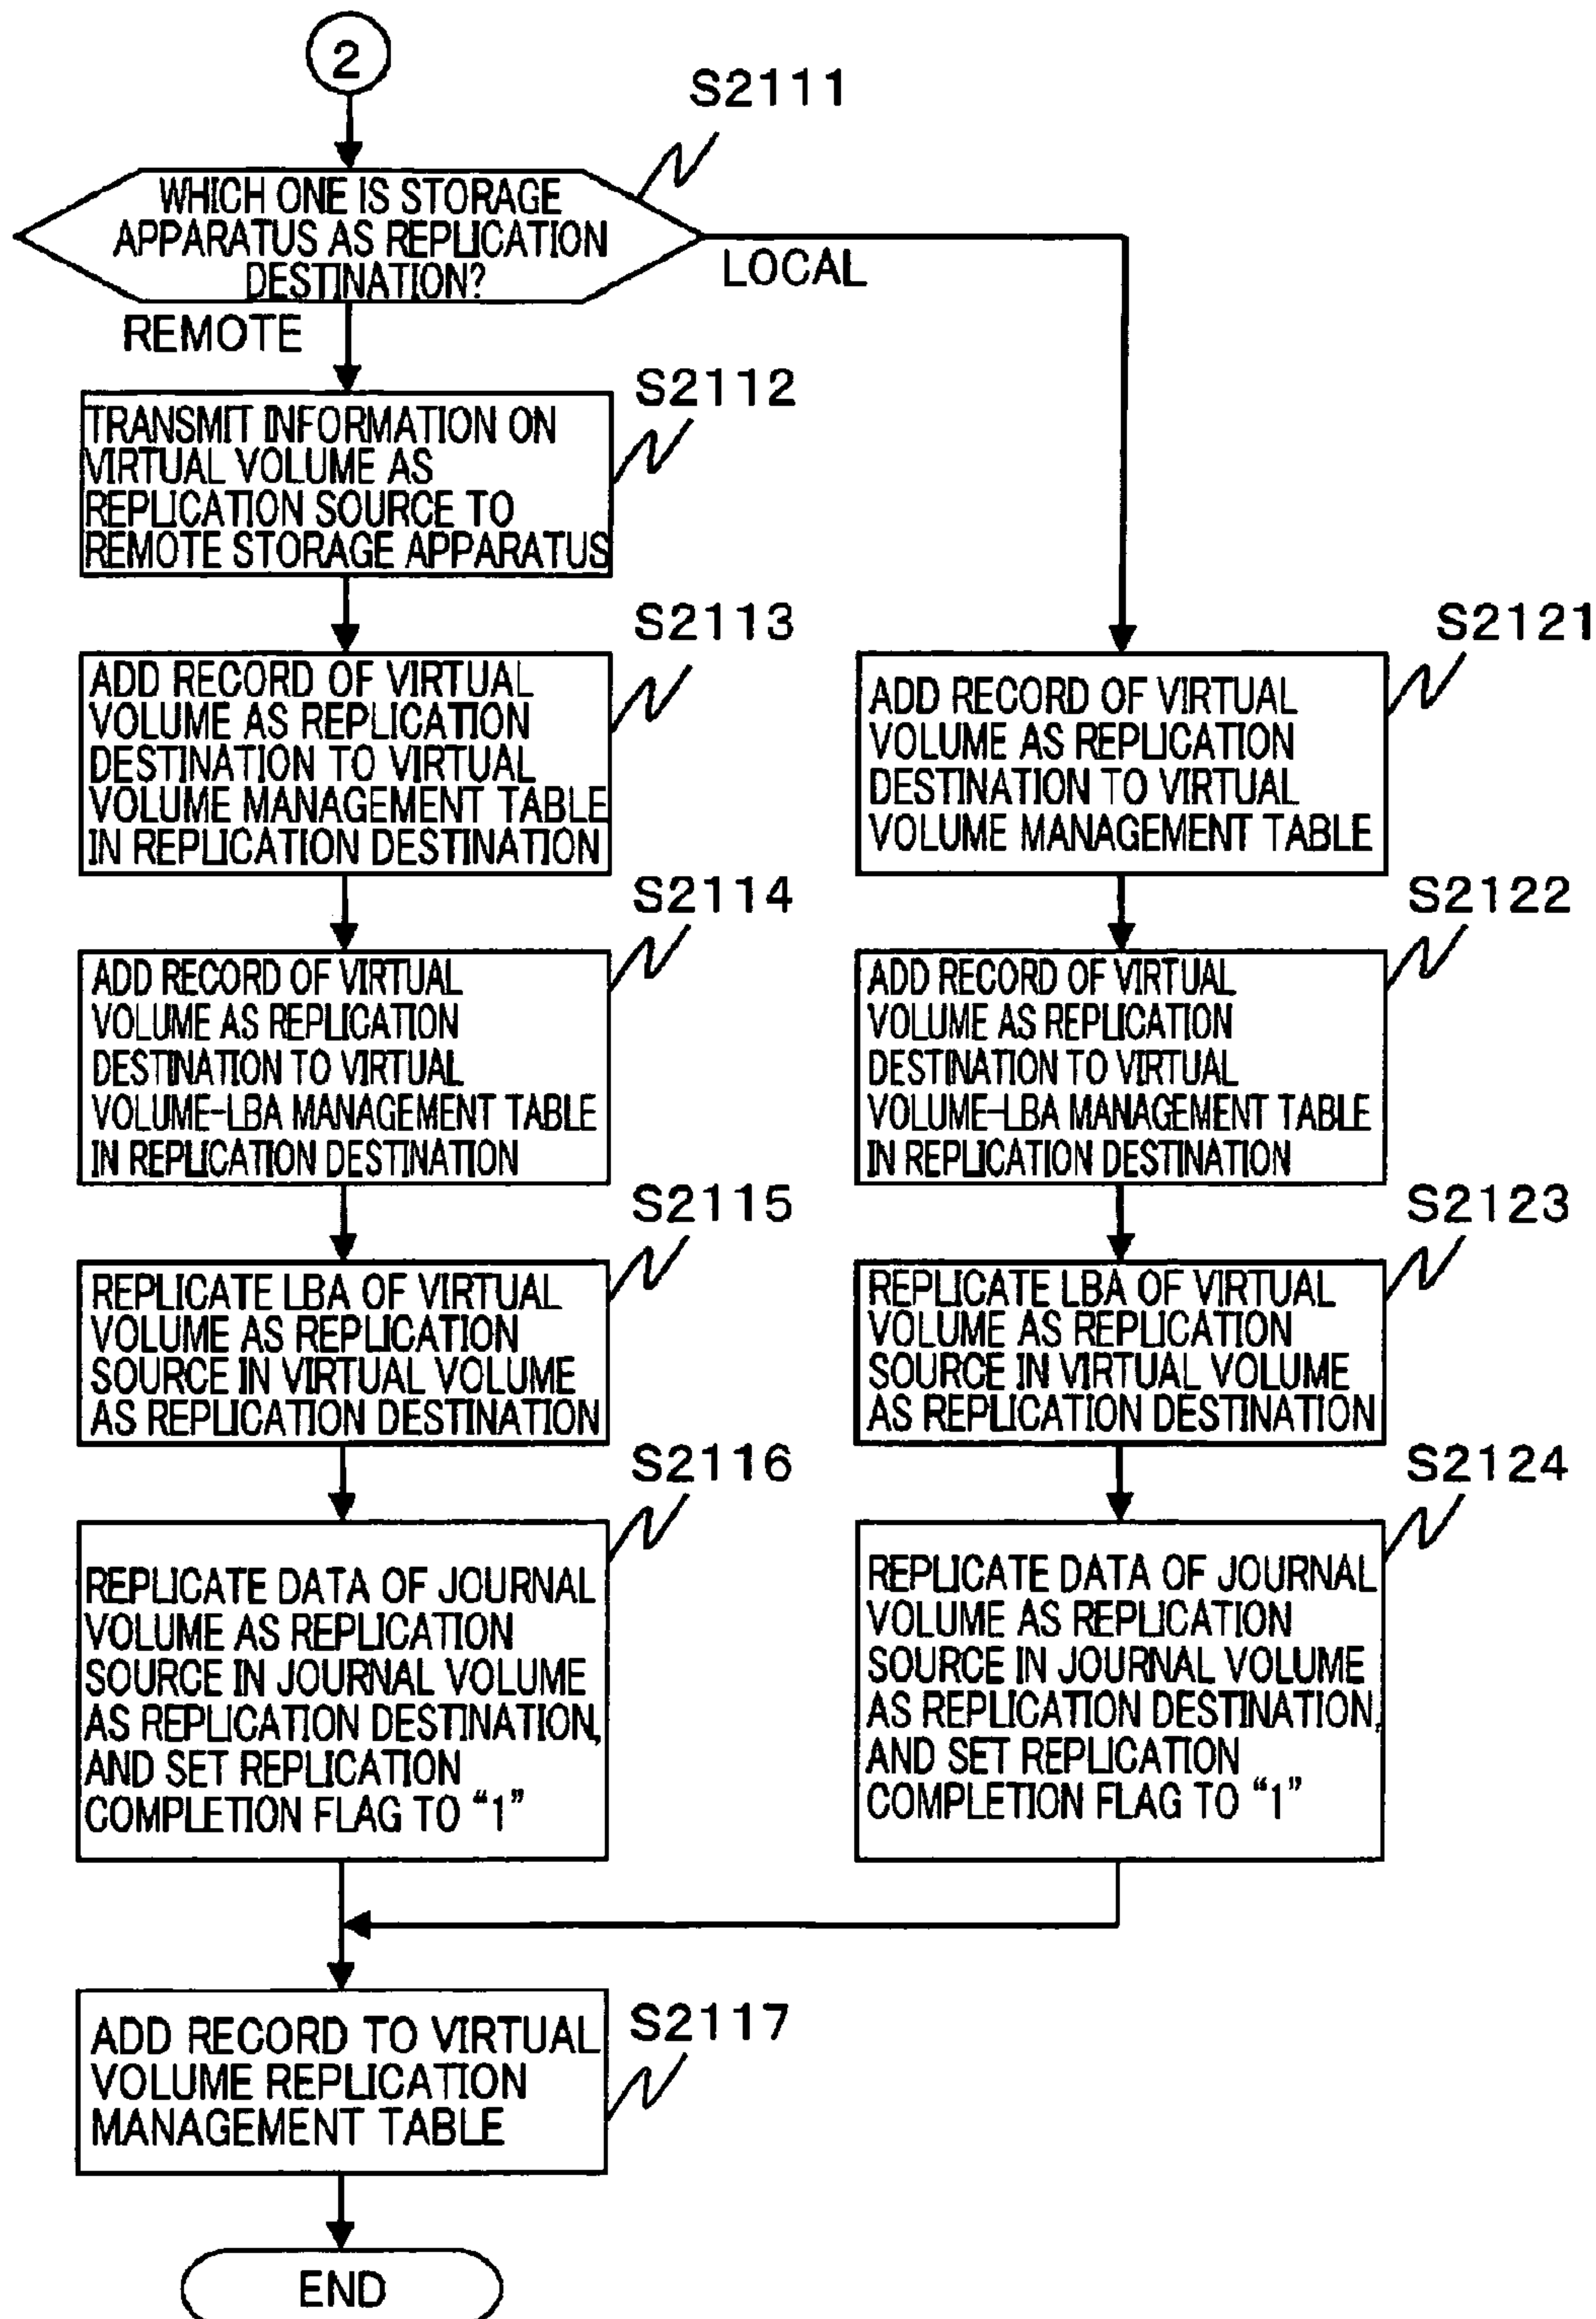 2
S2111
WHICH ONE IS STORAGE
APPARATUS AS REPLICATION
DESTINATION?
LOCAL
REMOTE
S2112
TRANSMIT INFORMATION ON
VIRTUAL VOLUME AS
REPLICATION SOURCE TO
REMOTE STORAGE APPARATUS
S2113
ADD RECORD OF VIRTUAL
VOLUME AS REPLICATION
DESTINATION TO VIRTUAL
VOLUME MANAGEMENT TABLE
IN REPLICATION DESTINATION
S2121
ADD RECORD OF VIRTUAL
VOLUME AS REPLICATION
DESTINATION TO VIRTUAL
VOLUME MANAGEMENT TABLE
S2114
ADD RECORD OF VIRTUAL
VOLUME AS REPLICATION
DESTINATION TO VIRTUAL
VOLUME-LBA MANAGEMENT TABLE
IN REPLICATION DESTINATION
S2122
ADD RECORD OF VIRTUAL
VOLUME AS REPLICATION
DESTINATION TO VIRTUAL
VOLUME-LBA MANAGEMENT TABLE
IN REPLICATION DESTINATION
S2115
REPLICATE LBA OF VIRTUAL
VOLUME AS REPLICATION
SOURCE IN VIRTUAL VOLUME
AS REPLICATION DESTINATION
S2123
REPLICATE LBA OF VIRTUAL
VOLUME AS REPLICATION
SOURCE IN VIRTUAL VOLUME
AS REPLICATION DESTINATION
S2116
REPLICATE DATA OF JOURNAL
VOLUME AS REPLICATION
SOURCE IN JOURNAL VOLUME
AS REPLICATION DESTINATION,
AND SET REPLICATION
COMPLETION FLAG TO “1”
S2124
REPLICATE DATA OF JOURNAL
VOLUME AS REPLICATION
SOURCE IN JOURNAL VOLUME
AS REPLICATION DESTINATION,
AND SET REPLICATION
COMPLETION FLAG TO “1”
S2117
ADD RECORD TO VIRTUAL
VOLUME REPLICATION
MANAGEMENT TABLE
END